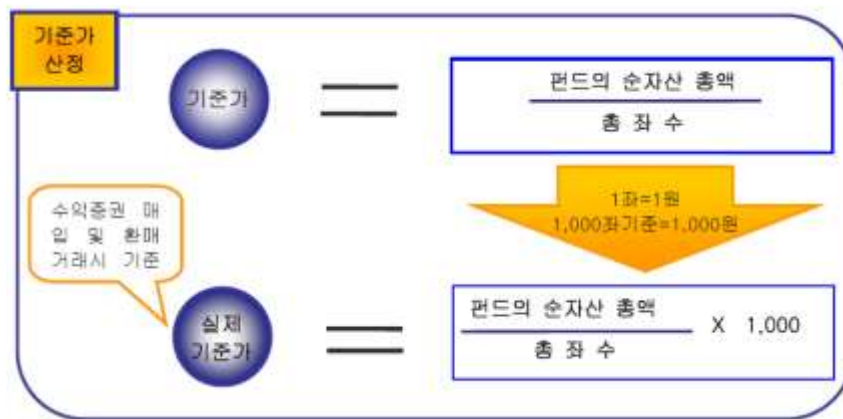 기준가
산정
기준가
펀드의 순자산 총액
총 좌 수
1좌=1원
1,000좌기준=1,000원
수익증권 매
입 및 환매
거래시 기준
실제
기준가
펀드의 순자산 총액
총 좌 수
X 1,000